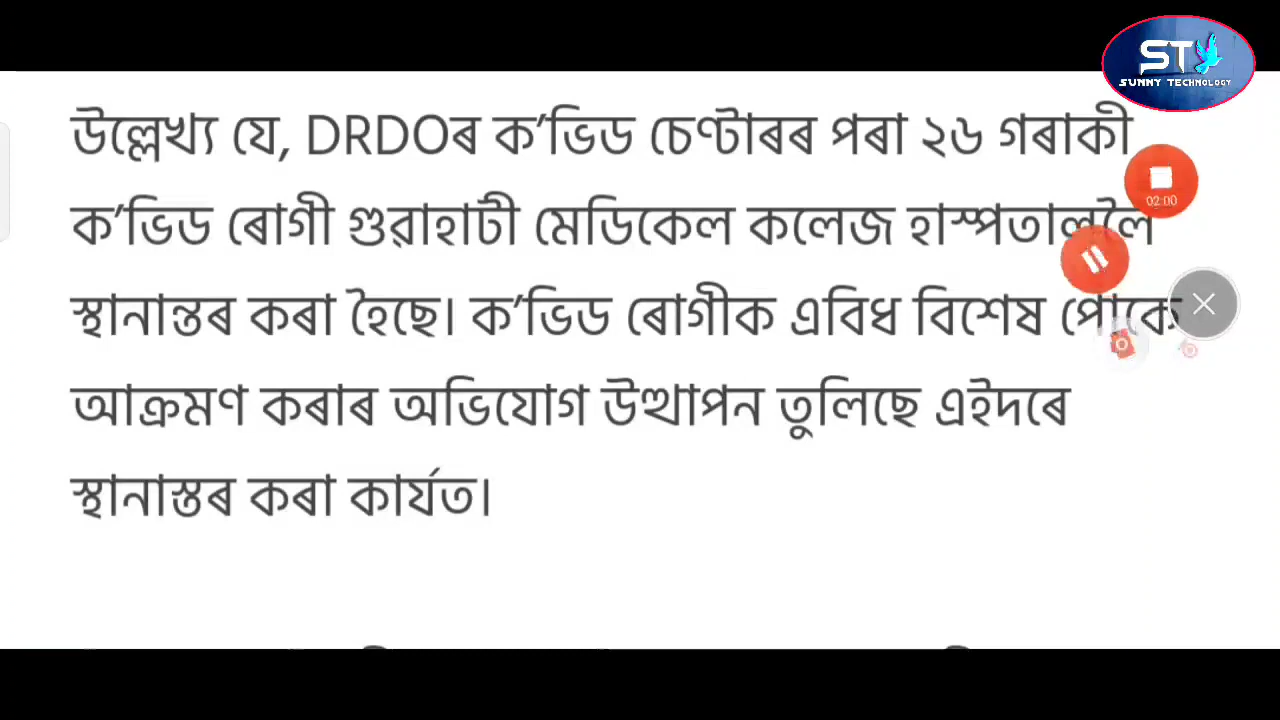 ST
SUNNY TECHNOLOGY
উল্লেখ্য যে, DRDOৰ ক’ভিড চেণ্টাৰৰ পৰা ২৬ গৰাকী
02:00
ক’ভিড ৰোগী গুৱাহাটী মেডিকেল কলেজ হাস্পতাললৈ
স্থানান্তৰ কৰা হৈছে। ক’ভিড ৰোগীক এবিধ বিশেষ পোকে
আক্ৰমণ কৰাৰ অভিযোগ উত্থাপন তুলিছে এইদৰে
স্থানাস্তৰ কৰা কাৰ্যত।